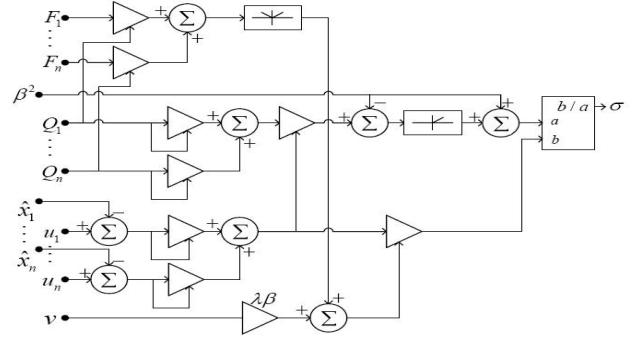 F₁
+ Σ
⋮ +
Fₙ
β²
− +
b / a → σ
Q₁ + Σ + Σ + Σ a
+ b
⋮
Qₙ
x̂₁ −
u₁ + Σ + Σ
⋮ ⋮ +
x̂ₙ −
uₙ + Σ
λβ +
v + Σ